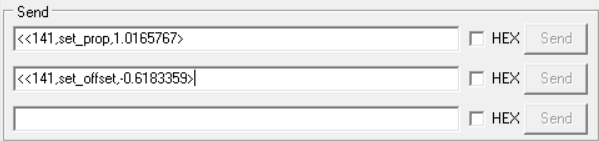 Send
<<141,set_prop,1.0165767> HEX Send
<<141,set_offset,-0.6183359> HEX Send
HEX Send